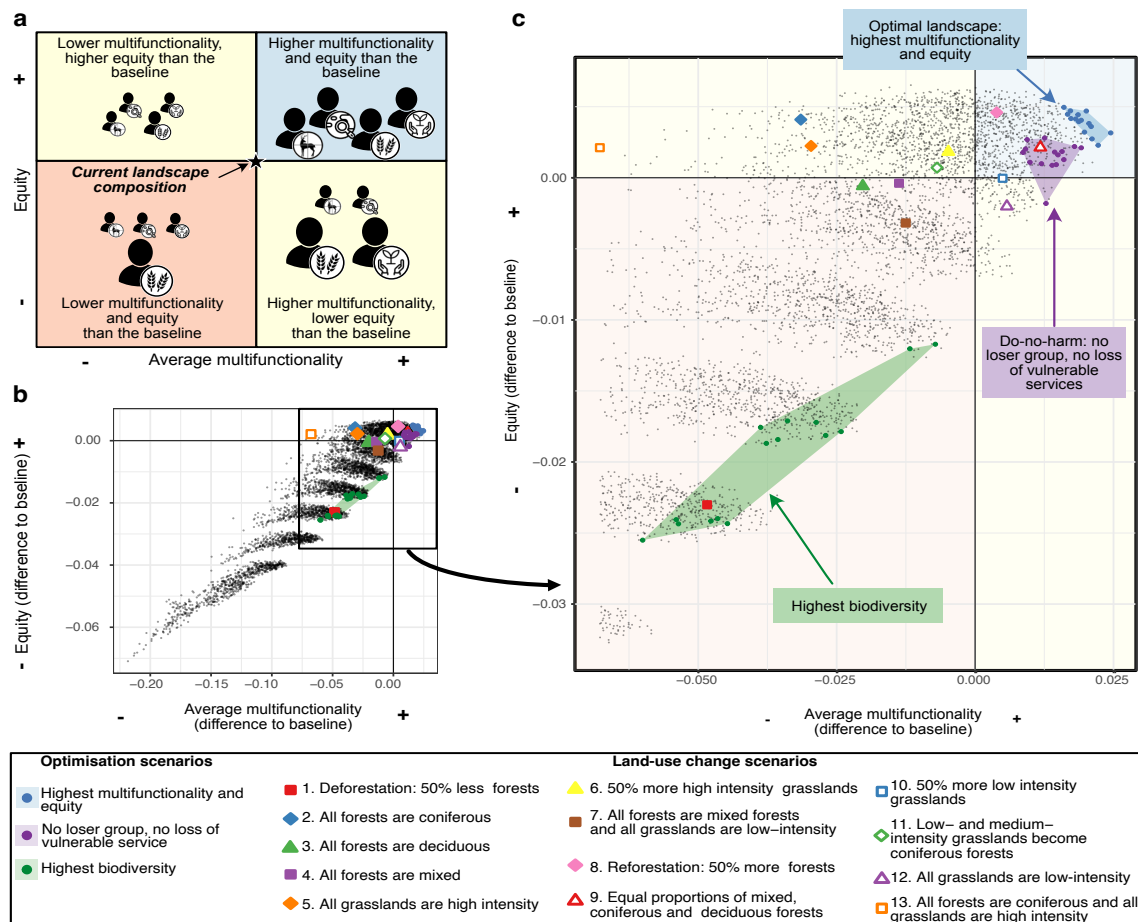 a
Lower multifunctionality,
higher equity than the
baseline
Higher multifunctionality
and equity than the
baseline
Current landscape
composition
Lower multifunctionality
and equity
than the baseline
Higher multifunctionality,
lower equity
than the baseline
+
Equity
-
-
Average multifunctionality
+
b
0.00
−0.02
−0.04
−0.06
−0.20
−0.15
−0.10
−0.05
0.00
- Equity (difference to bseline) +
Average multifunctionality
(difference to baseline)
-
+
c
Optimal landscape:
highest multifunctionality
and equity
Do-no-harm: no
loser group, no loss
of vulnerable
services
Highest biodiversity
0.00
−0.01
−0.02
−0.03
−0.050
−0.025
0.000
0.025
+
Equity (difference to bseline)
-
-
Average multifunctionality
(difference to baseline)
+
Optimisation scenarios
Highest multifunctionality and
equity
No loser group, no loss of
vulnerable service
Highest biodiversity
Land-use change scenarios
1. Deforestation: 50% less forests
2. All forests are coniferous
3. All forests are deciduous
4. All forests are mixed
5. All grasslands are high intensity
6. 50% more high intensity grasslands
7. All forests are mixed forests
and all grasslands are low−intensity
8. Reforestation: 50% more forests
9. Equal proportions of mixed,
coniferous and deciduous forests
10. 50% more low intensity
grasslands
11. Low− and medium−
intensity grasslands become
coniferous forests
12. All grasslands are low-intensity
13. All forests are coniferous and all
grasslands are high intensity